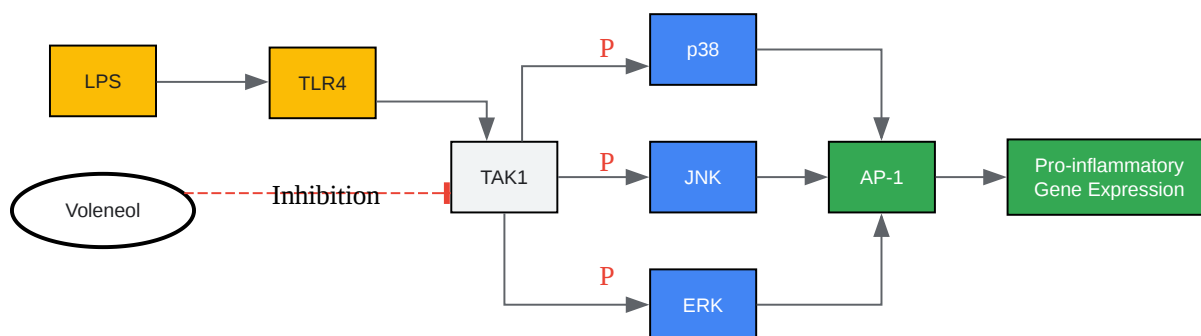 LPS
TLR4
Voleneol
Inhibition
TAK1
P
p38
P
JNK
P
ERK
AP-1
Pro-inflammatory
Gene Expression